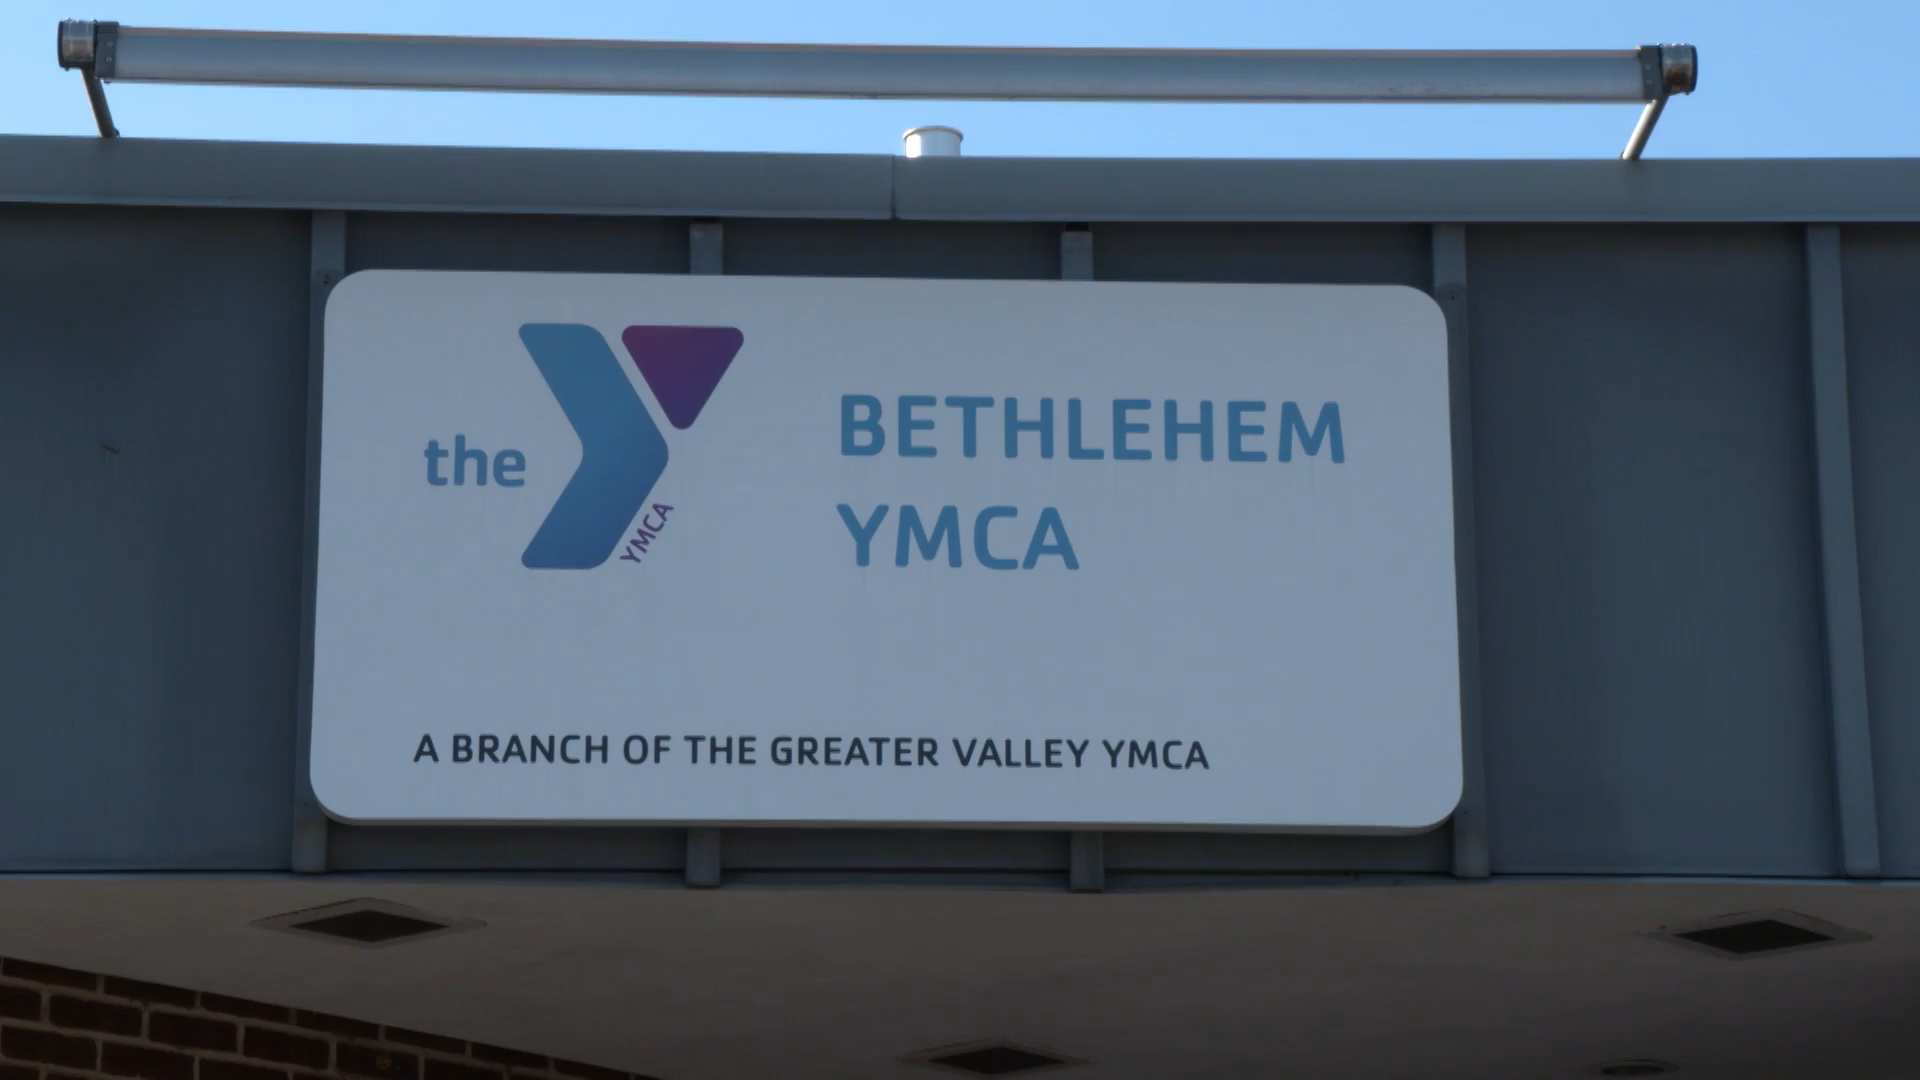 the
YMCA
BETHLEHEM
YMCA
A BRANCH OF THE GREATER VALLEY YMCA